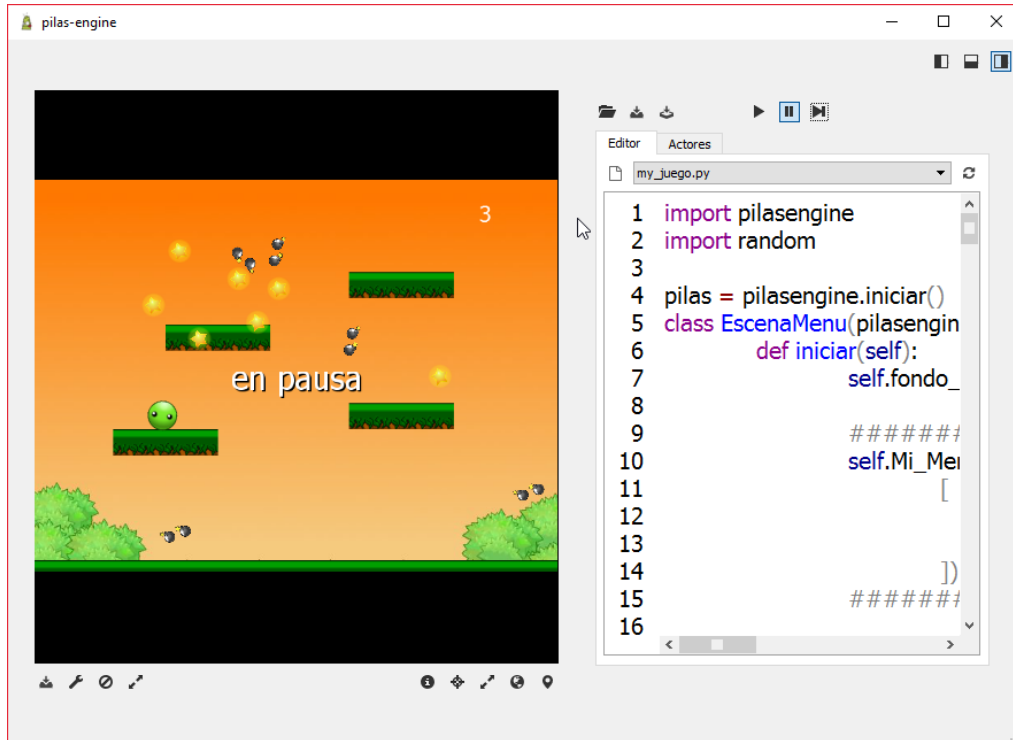 pilas-engine
3
en pausa
Editor
Actores
my_juego.py
1 import pilasengine
2 import random
3
4 pilas = pilasengine.iniciar()
5 class EscenaMenu(pilasengin
6 def iniciar(self):
7 self.fondo_
8
9 #######
10 self.Mi_Me
11 [
12
13
14 ])
15 #######
16